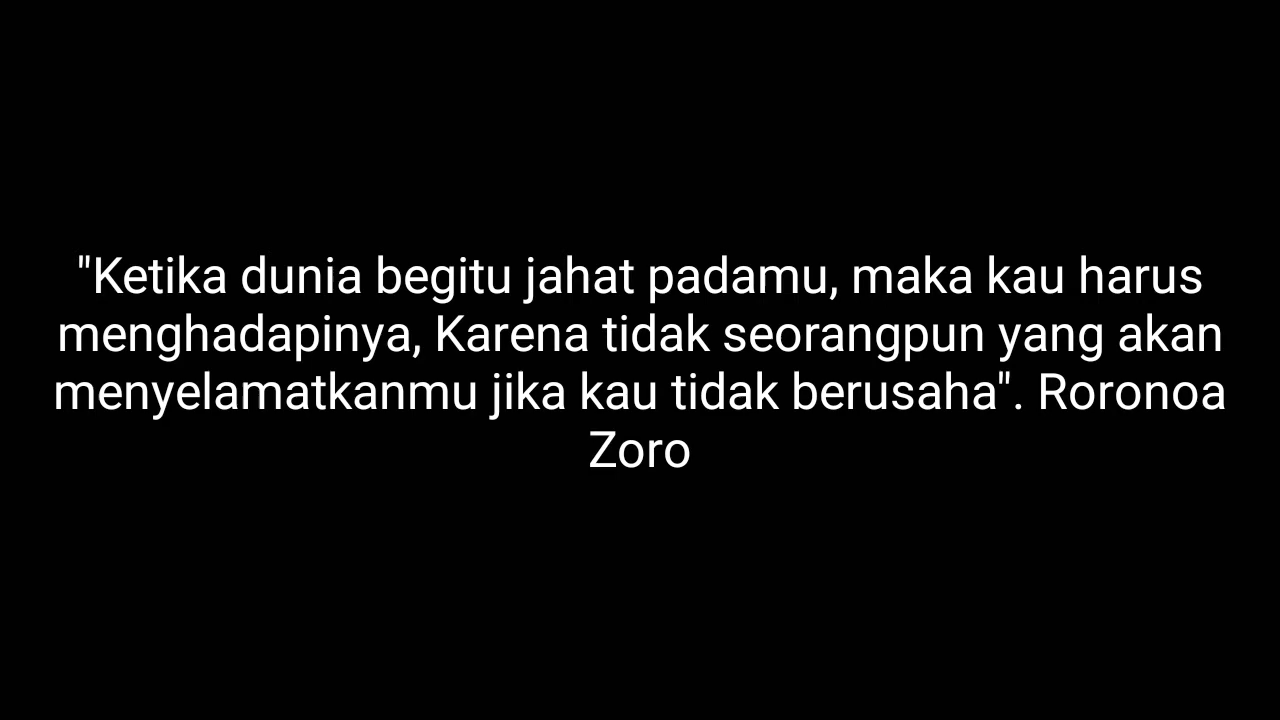 "Ketika dunia begitu jahat padamu, maka kau harus
menghadapinya, Karena tidak seorangpun yang akan
menyelamatkanmu jika kau tidak berusaha". Roronoa
Zoro